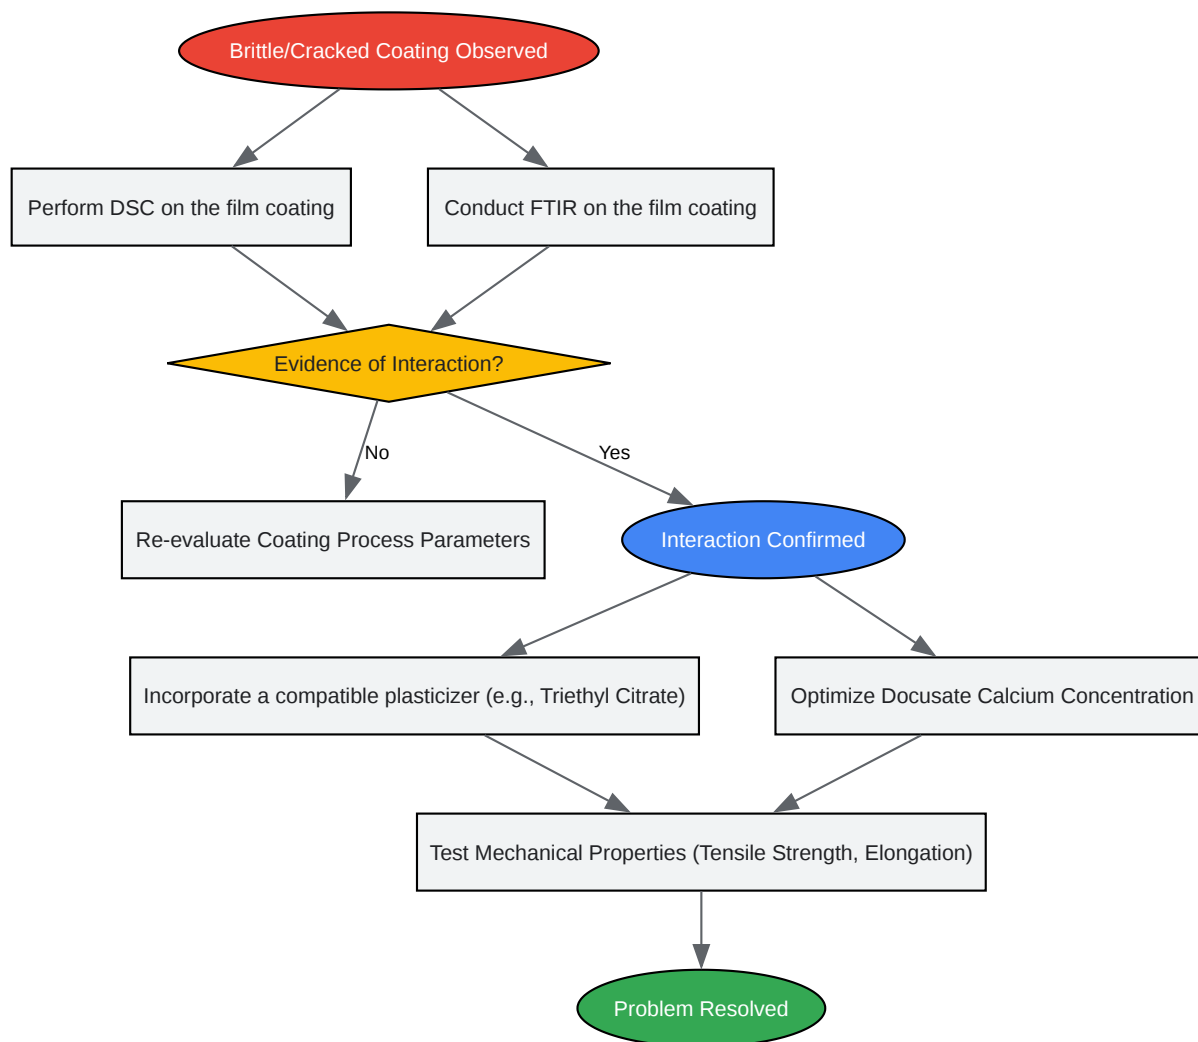 Brittle/Cracked Coating Observed
Perform DSC on the film coating
Conduct FTIR on the film coating
Evidence of Interaction?
No
Yes
Re-evaluate Coating Process Parameters
Interaction Confirmed
Incorporate a compatible plasticizer (e.g., Triethyl Citrate)
Optimize Docusate Calcium Concentration
Test Mechanical Properties (Tensile Strength, Elongation)
Problem Resolved